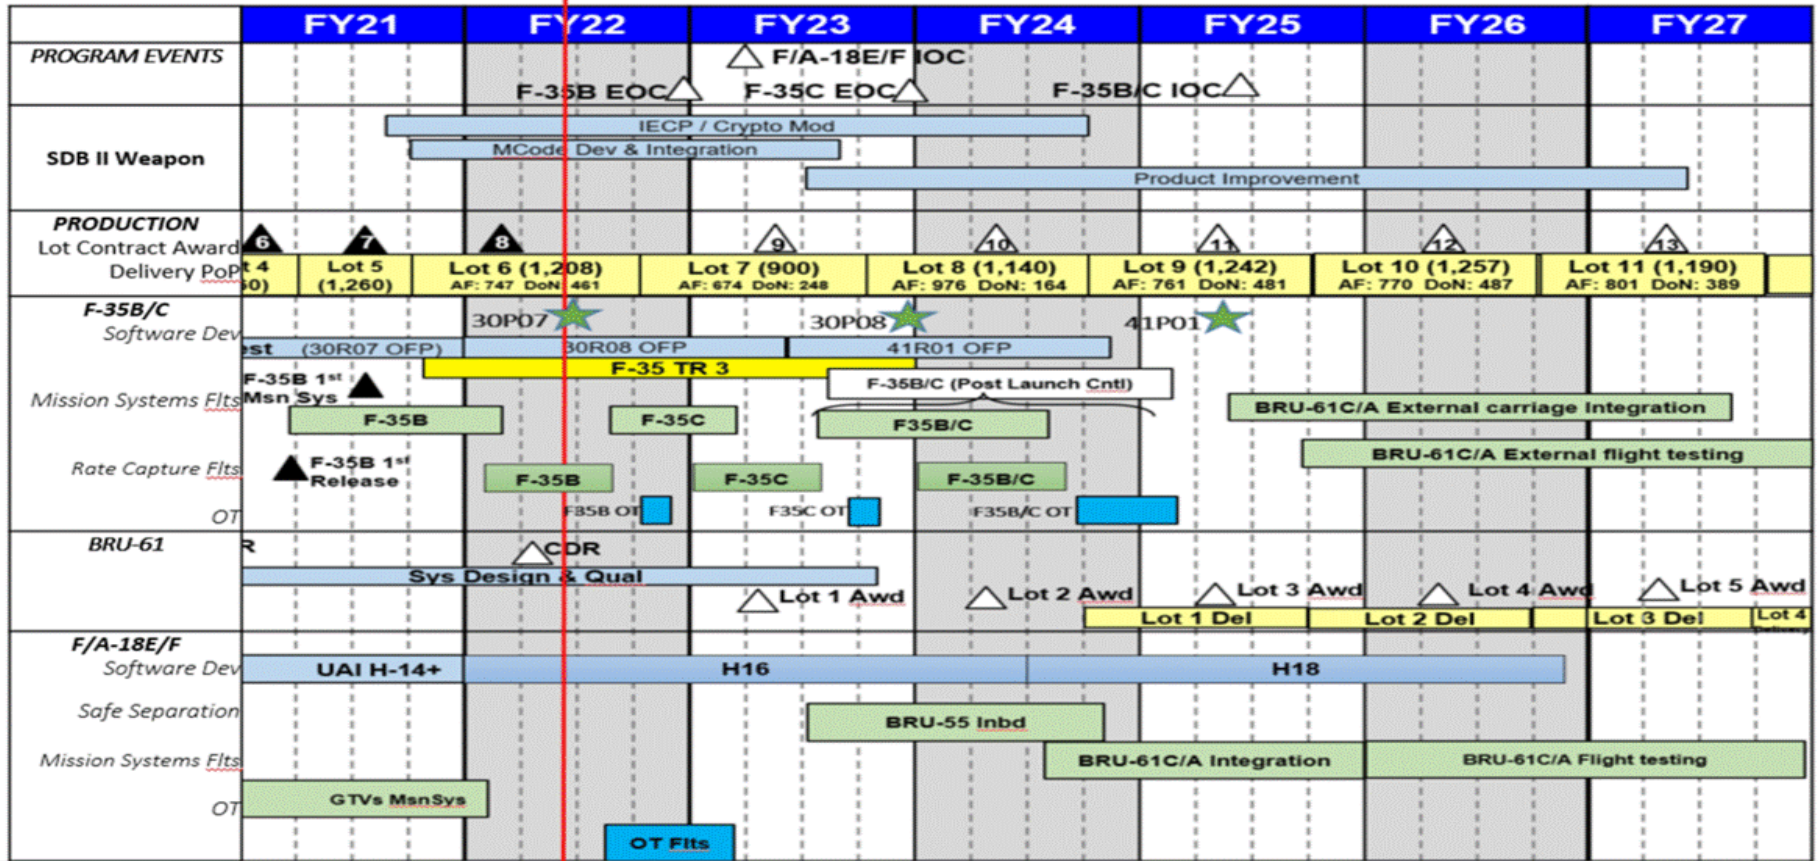 FY21 FY22 FY23 FY24 FY25 FY26 FY27
PROGRAM EVENTS
F/A-18E/F IOC
F-35B EOC
F-35C EOC
F-35B/C IOC
SDB II Weapon
IECP / Crypto Mod
MCode Dev & Integration
Product Improvement
PRODUCTION
Lot Contract Award
6 7 8 9 10 11 12 13
Delivery PoP
t 4
0)
Lot 5
(1,260)
Lot 6 (1,208)
AF: 747 DoN: 461
Lot 7 (900)
AF: 674 DoN: 248
Lot 8 (1,140)
AF: 976 DoN: 164
Lot 9 (1,242)
AF: 761 DoN: 481
Lot 10 (1,257)
AF: 770 DoN: 487
Lot 11 (1,190)
AF: 801 DoN: 389
F-35B/C
Software Dev
30P07
30P08
41P01
est (30R07 OFP)
30R08 OFP
41R01 OFP
F-35 TR 3
F-35B/C (Post Launch Cntl)
Mission Systems Flts
F-35B 1st
Msn Sys
F-35B
F-35C
F35B/C
BRU-61C/A External carriage Integration
BRU-61C/A External flight testing
Rate Capture Flts
F-35B 1st
Release
F-35B
F-35C
F-35B/C
OT
F35B OT
F35C OT
F35B/C OT
BRU-61
R
CDR
Sys Design & Qual
Lot 1 Awd
Lot 2 Awd
Lot 3 Awd
Lot 4 Awd
Lot 5 Awd
Lot 1 Del
Lot 2 Del
Lot 3 Del
Lot 4
F/A-18E/F
Software Dev
UAI H-14+
H16
H18
Safe Separation
BRU-55 Inbd
Mission Systems Flts
BRU-61C/A Integration
BRU-61C/A Flight testing
GTVs MsnSys
OT
OT Flts